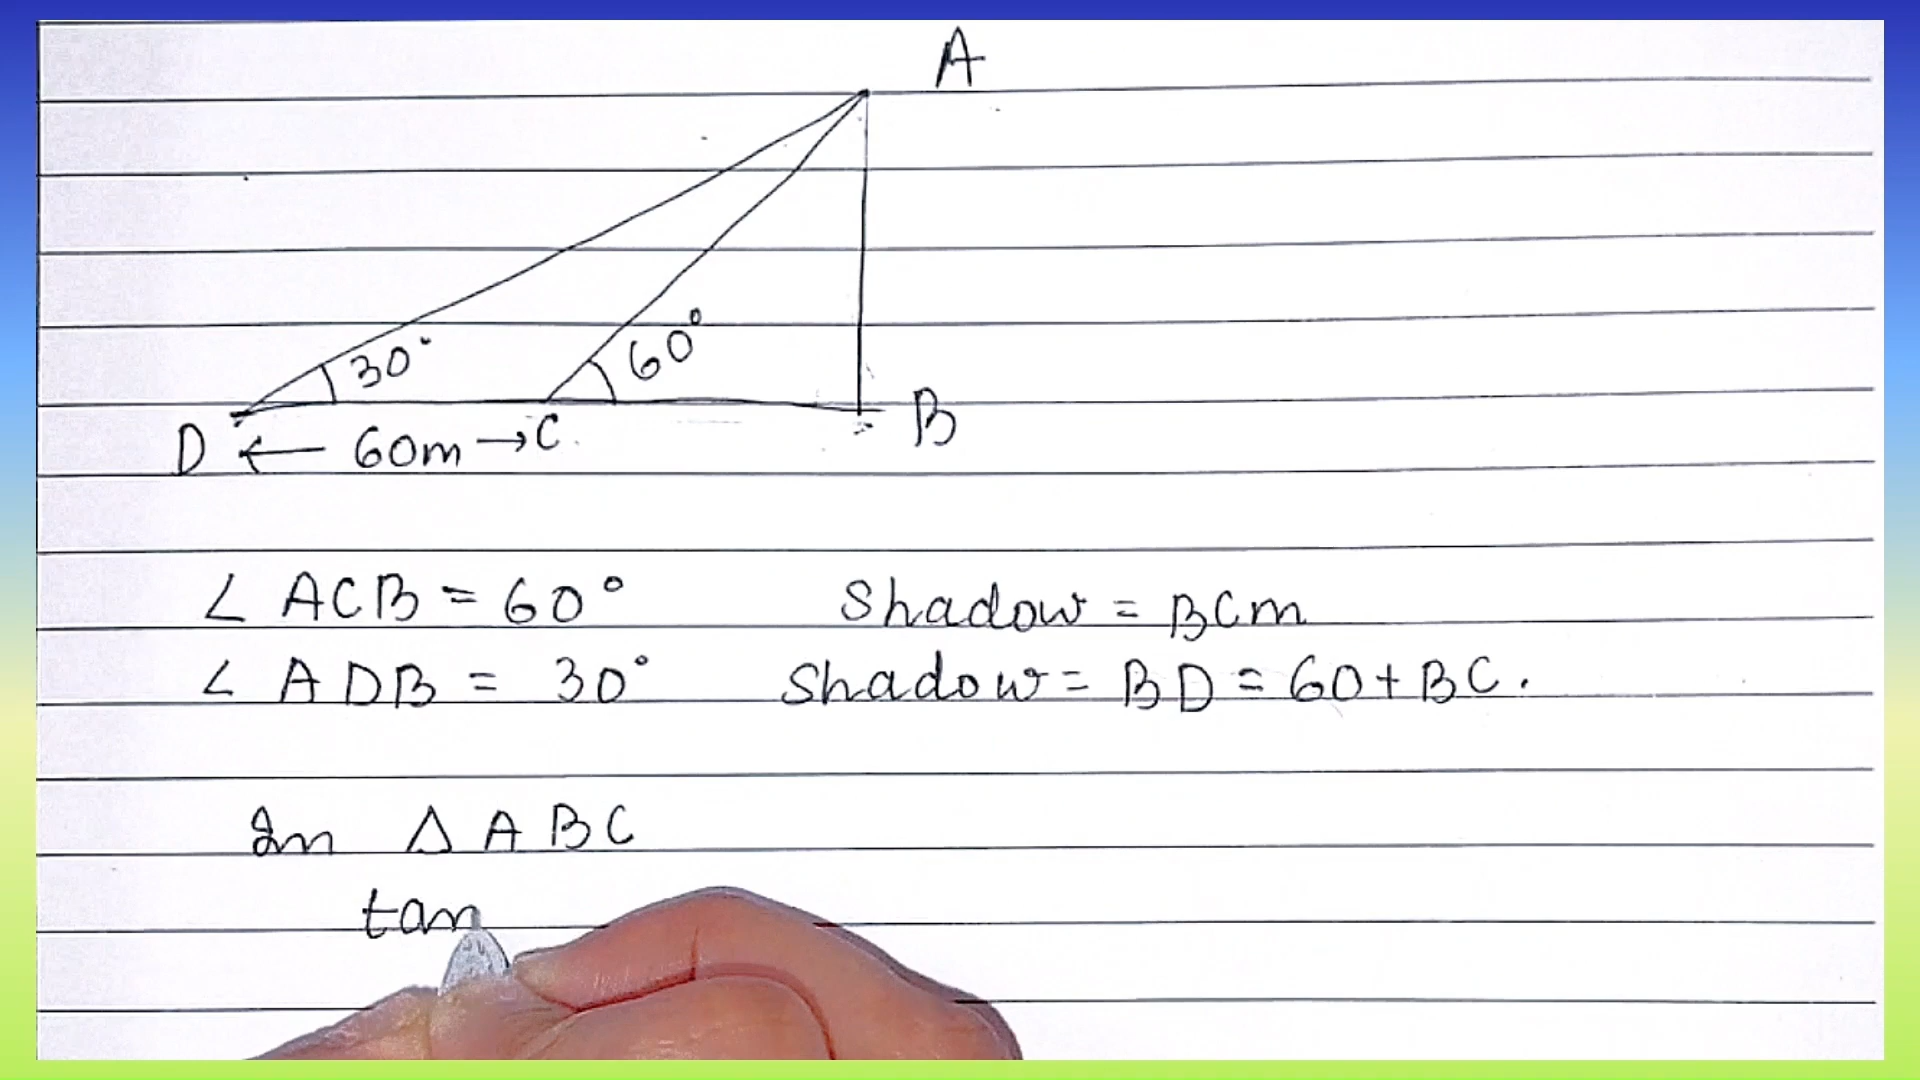 A
30°
60°
D ← 60m → C
B
∠ ACB = 60° Shadow = BCm
∠ ADB = 30° Shadow = BD = 60 + BC.
In △ ABC
tan